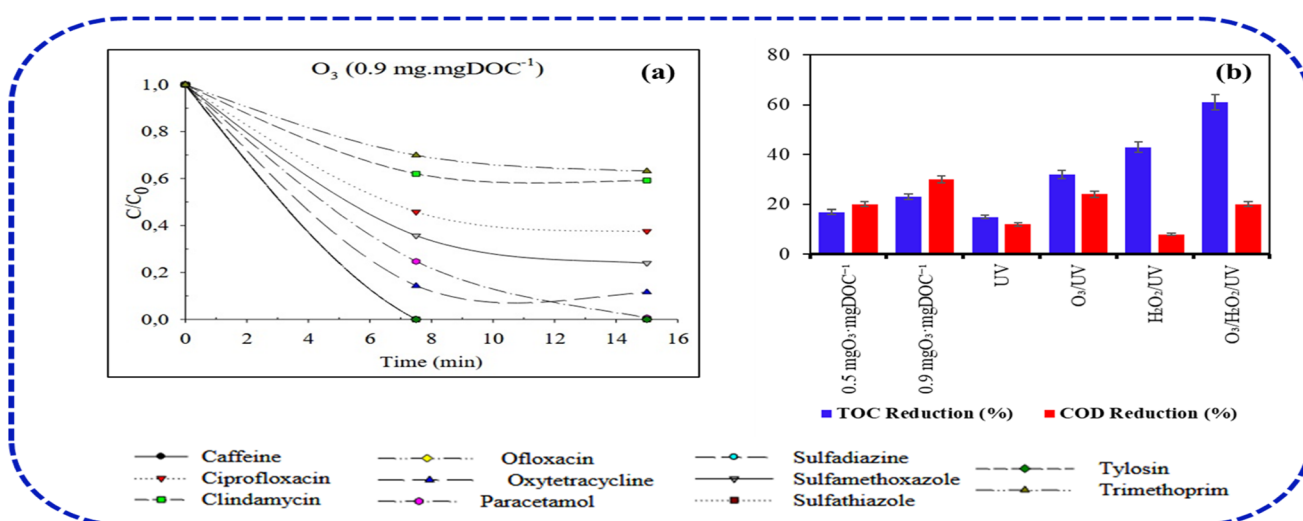 O₃ (0.9 mg.mgDOC⁻¹)
(a)
1,0
0,8
0,6
0,4
0,2
0,0
C/C₀
0 2 4 6 8 10 12 14 16
Time (min)
(b)
80
60
40
20
0
0.5 mgO₃·mgDOC⁻¹
0.9 mgO₃·mgDOC⁻¹
UV
O₃/UV
H₂O₂/UV
O₃/H₂O₂/UV
TOC Reduction (%) COD Reduction (%)
Caffeine
Ciprofloxacin
Clindamycin
Ofloxacin
Oxytetracycline
Paracetamol
Sulfadiazine
Sulfamethoxazole
Sulfathiazole
Tylosin
Trimethoprim